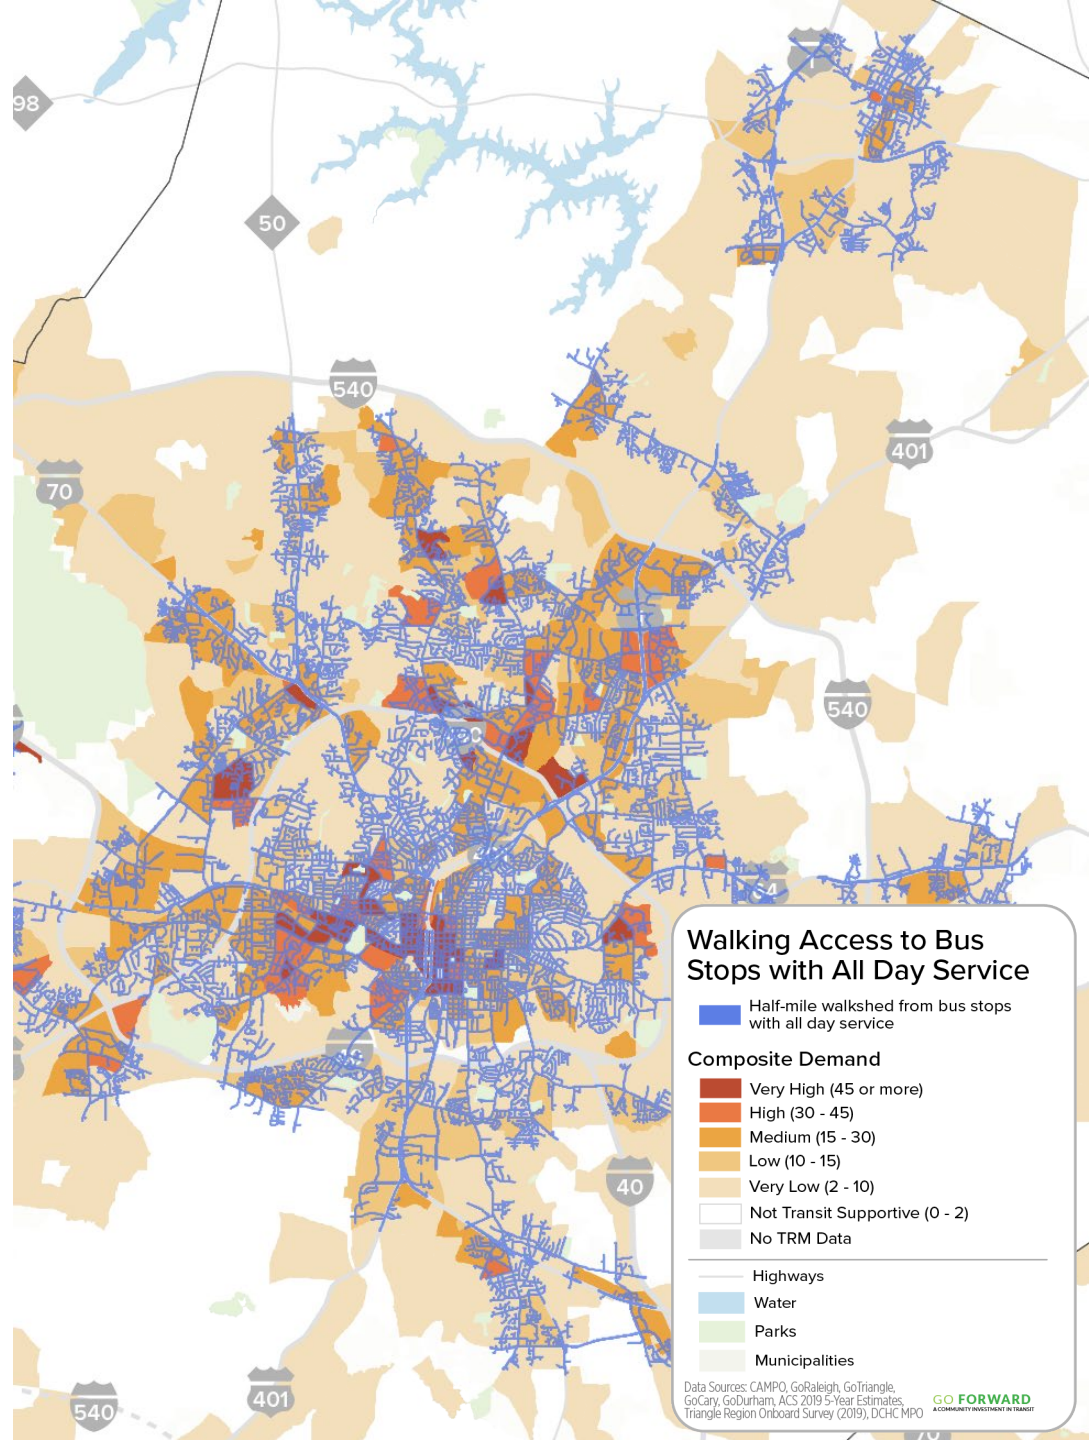 98
50
540
401
70
540
40
401
540
Walking Access to Bus
Stops with All Day Service
Half-mile walkshed from bus stops
with all day service
Composite Demand
Very High (45 or more)
High (30 - 45)
Medium (15 - 30)
Low (10 - 15)
Very Low (2 - 10)
Not Transit Supportive (0 - 2)
No TRM Data
Highways
Water
Parks
Municipalities
Data Sources: CAMPO, GoRaleigh, GoTriangle,
GoCary, GoDurham, ACS 2019 5-Year Estimates,
Triangle Region Onboard Survey (2019), DCHC MPO
GO FORWARD
A COMMUNITY INVESTMENT IN TRANSIT
70